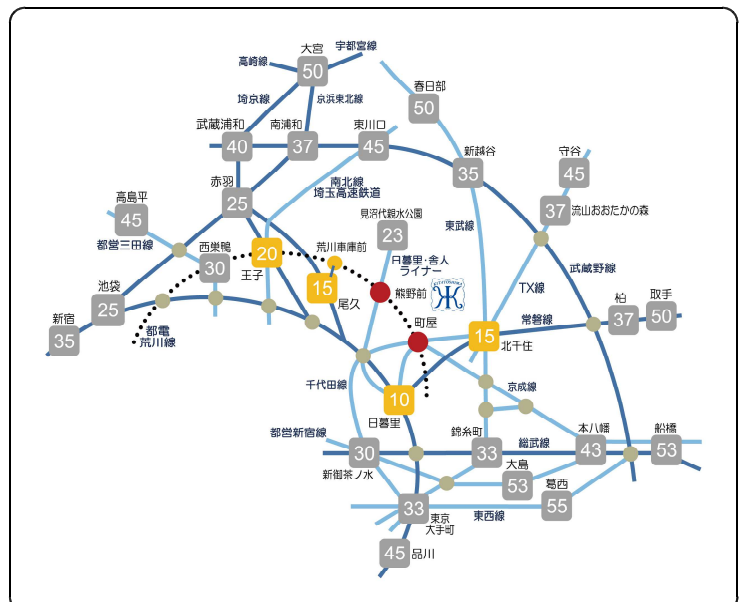 大宮
宇都宮線
高崎線
50
春日部
埼京線
京浜東北線
50
武蔵浦和
南浦和
東川口
40
37
45
新越谷
守谷
35
45
赤羽
南北線
埼玉高速鉄道
高島平
25
見沼代親水公園
37
流山おおたかの森
45
23
東武線
都営三田線
西巣鴨
20
荒川車庫前
日暮里・舎人
ライナー
武蔵野線
30
王子
池袋
15
熊野前
TX線
柏
取手
25
尾久
町屋
常磐線
37
50
新宿
都電
荒川線
15
北千住
35
千代田線
京成線
10
日暮里
都営新宿線
錦糸町
本八幡
船橋
総武線
30
33
43
53
新御茶ノ水
大島
53
葛西
33
東京
大手町
東西線
55
45
品川